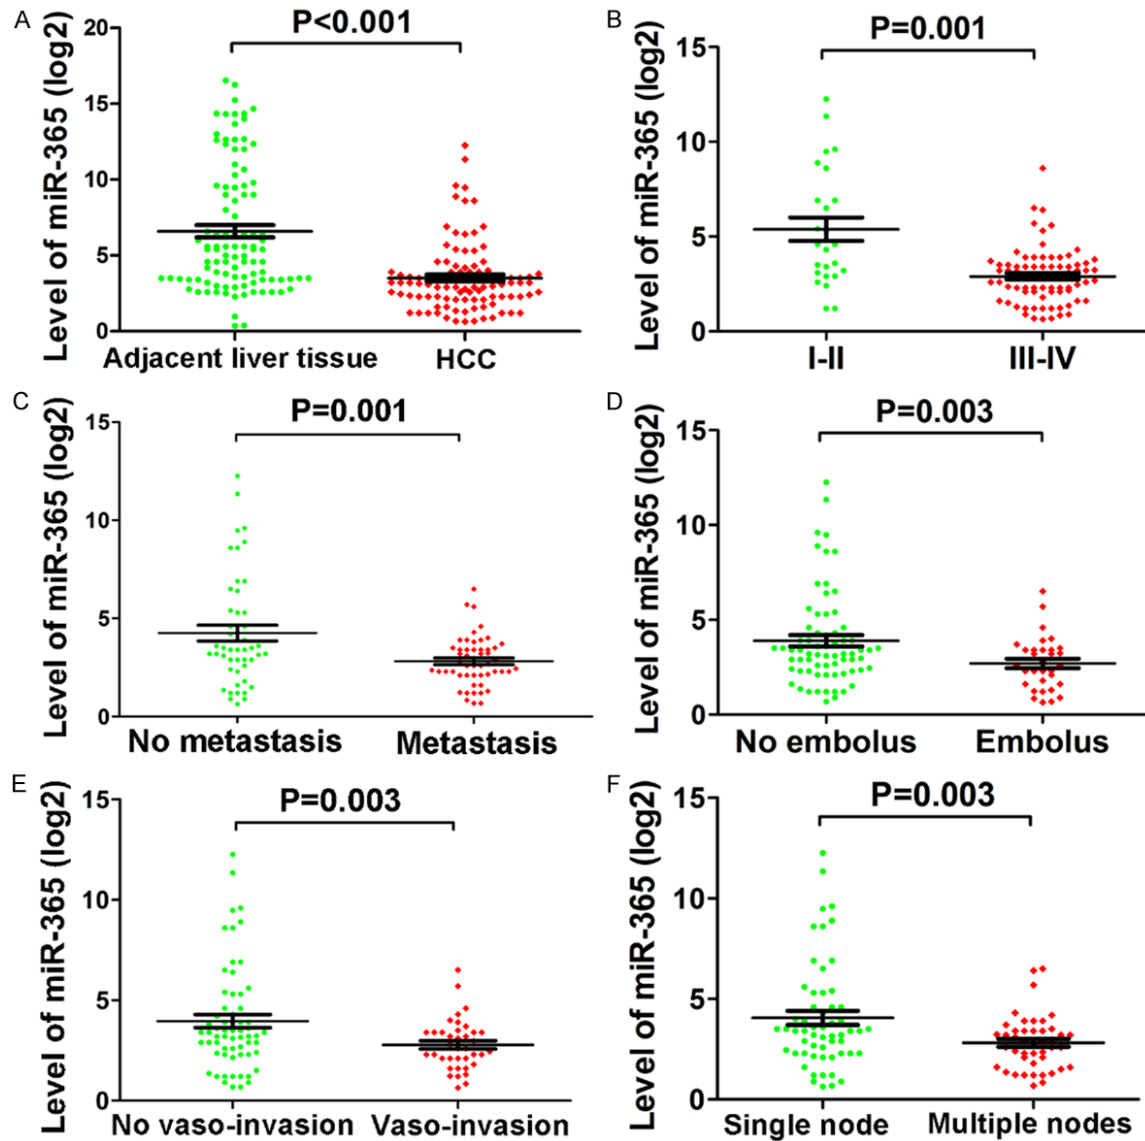 A
P<0.001
Level of miR-365 (log2)
20
15
10
5
0
Adjacent liver tissue
HCC
B
P=0.001
Level of miR-365 (log2)
15
10
5
0
I-II
III-IV
C
P=0.001
Level of miR-365 (log2)
15
10
5
0
No metastasis
Metastasis
D
P=0.003
Level of miR-365 (log2)
15
10
5
0
No embolus
Embolus
E
P=0.003
Level of miR-365 (log2)
15
10
5
0
No vaso-invasion
Vaso-invasion
F
P=0.003
Level of miR-365 (log2)
15
10
5
0
Single node
Multiple nodes